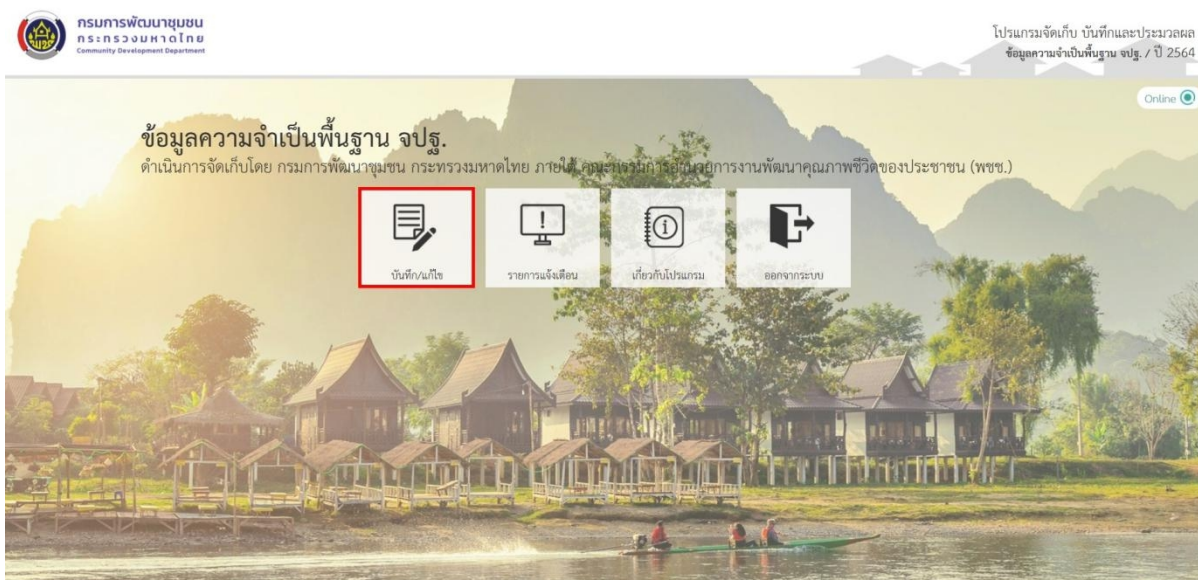 กรมการพัฒนาชุมชน
กระทรวงมหาดไทย
Community Development Department
โปรแกรมจัดเก็บ บันทึกและประมวลผล
ข้อมูลความจำเป็นพื้นฐาน จปฐ. / ปี 2564
Online
ข้อมูลความจำเป็นพื้นฐาน จปฐ.
ดำเนินการจัดเก็บโดย กรมการพัฒนาชุมชน กระทรวงมหาดไทย ภายใต้ คณะกรรมการอำนวยการงานพัฒนาคุณภาพชีวิตของประชาชน (พชช.)
บันทึก/แก้ไข
รายการแจ้งเตือน
เกี่ยวกับโปรแกรม
ออกจากระบบ